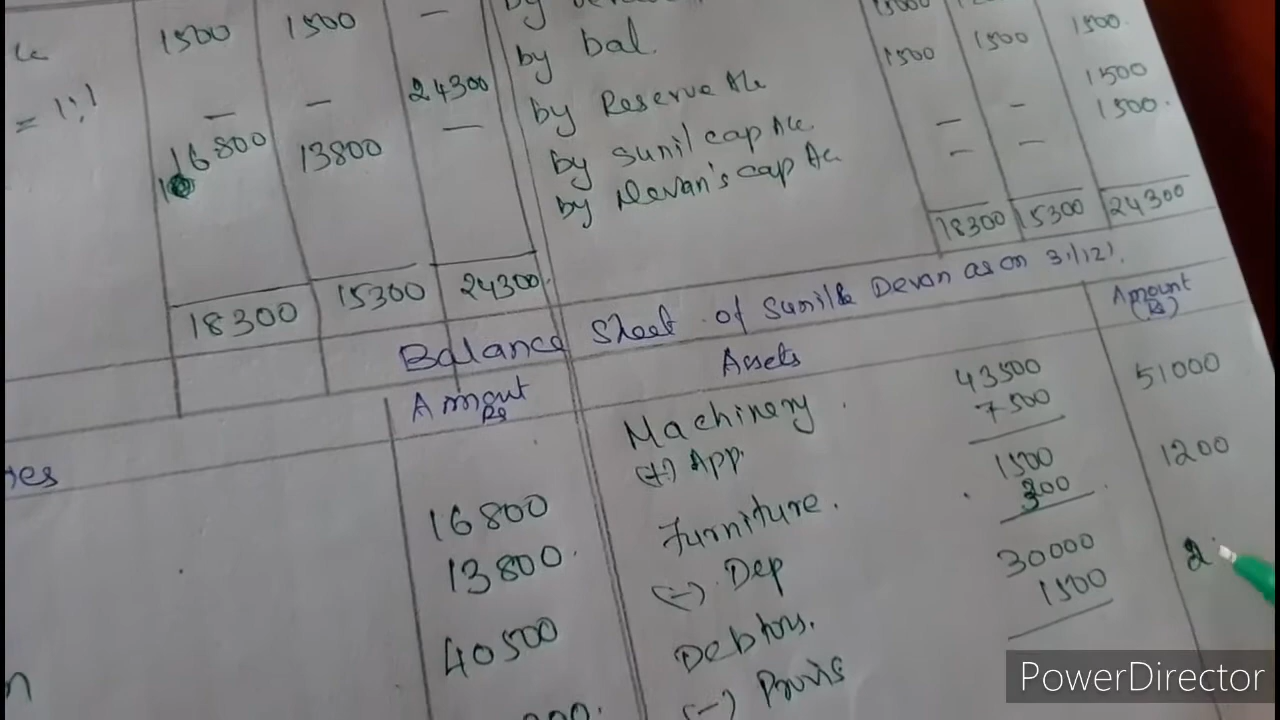 1500 1500 —
= 1:1 — — 24300
16800 13800 —
18300 15300 24300
by bal. 1500 1500 1500
by Reserve A/c 1500
by Sunil cap A/c. — — 1500
by Devan's cap A/c — —
18300 15300 24300
Balance Sheet of Sunil & Devan as on 31/12/.
Amount Rs Assets Amount (Rs)
Machinery. 43500
(+) App. 7500 51000
16800 Furniture. 1500
13800. (-) Dep 300 1200
40500 Debtors. 30000 2
(-) Provis 1500
PowerDirector